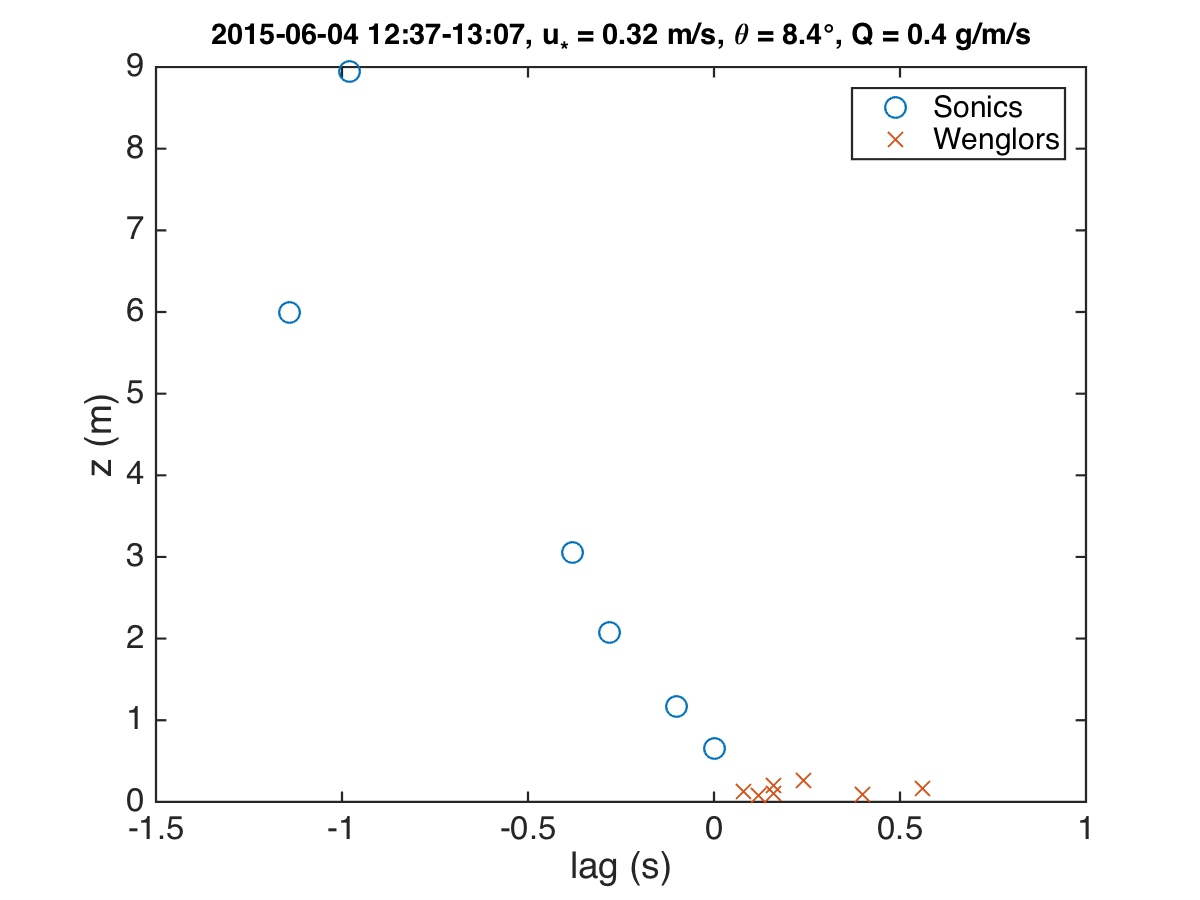 2015-06-04 12:37-13:07, u* = 0.32 m/s, θ = 8.4°, Q = 0.4 g/m/s
Sonics
Wenglors
9
8
7
6
5
4
3
2
1
0
z (m)
-1.5 -1 -0.5 0 0.5 1
lag (s)